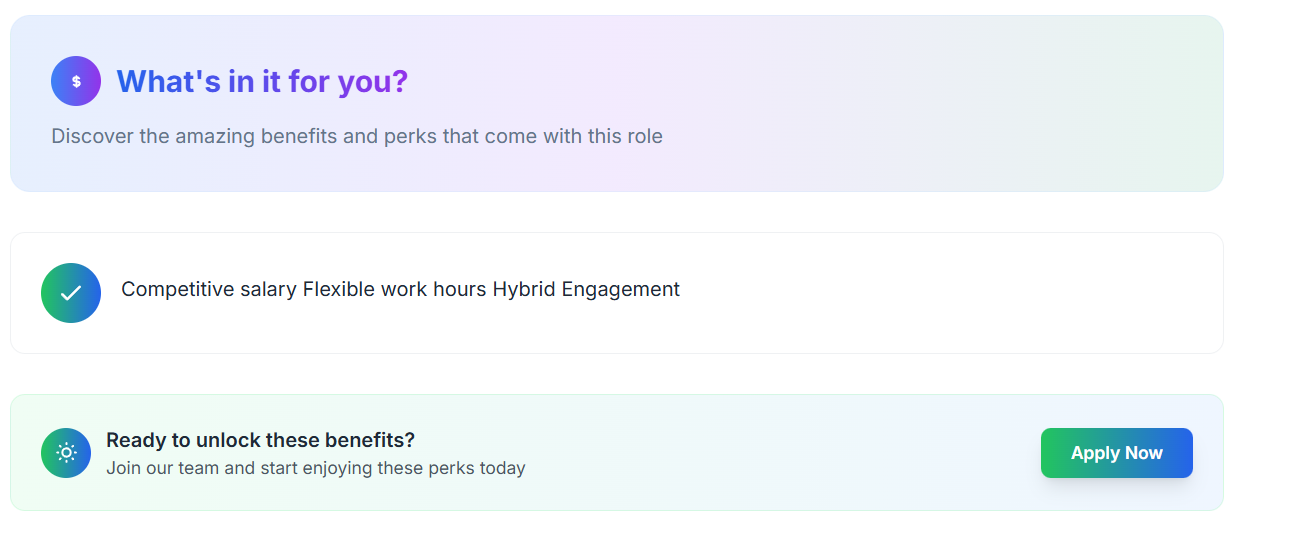 $ What's in it for you?
Discover the amazing benefits and perks that come with this role
Competitive salary Flexible work hours Hybrid Engagement
Ready to unlock these benefits?
Join our team and start enjoying these perks today
Apply Now